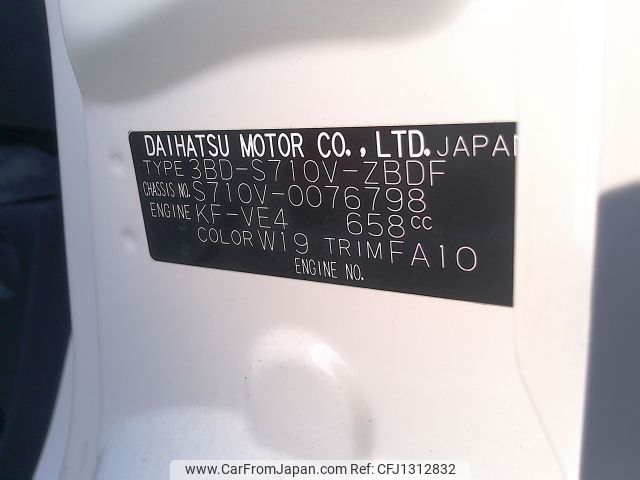 DAIHATSU MOTOR CO., LTD. JAPAN
TYPE 3BD-S710V-ZBDF
CHASSIS NO. S710V-0076798
ENGINE KF-VE4 658cc
COLOR W19 TRIM FA10
ENGINE NO.
www.CarFromJapan.com | © CarFromJapan | CFJ1312832